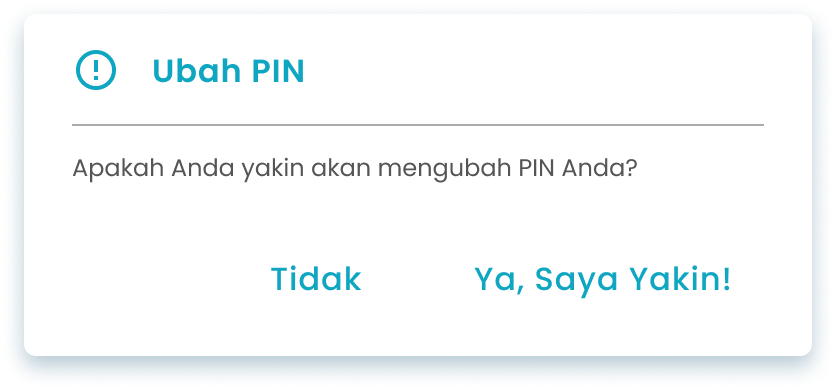 Ubah PIN
Apakah Anda yakin akan mengubah PIN Anda?
Tidak
Ya, Saya Yakin!